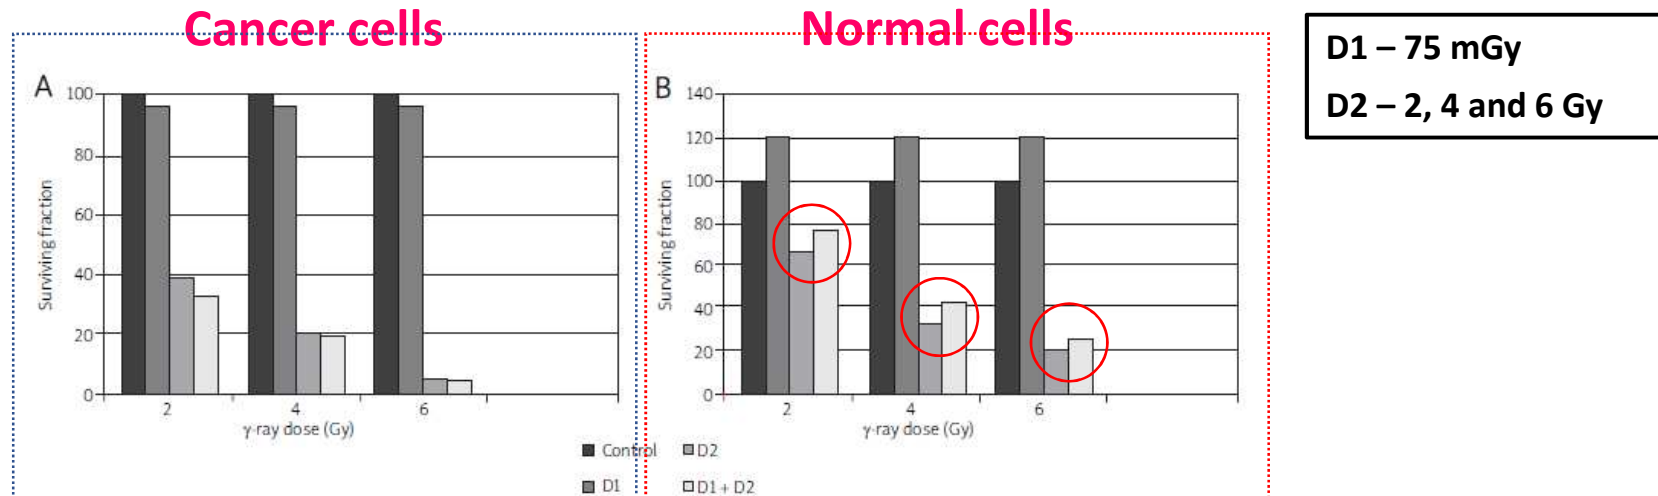 Cancer cells
Normal cells
D1 – 75 mGy
D2 – 2, 4 and 6 Gy
A
100
80
60
40
20
0
Surviving fraction
2
4
6
γ-ray dose (Gy)
B
140
120
100
80
60
40
20
0
Surviving fraction
2
4
6
γ-ray dose (Gy)
Control
D2
D1
D1 + D2